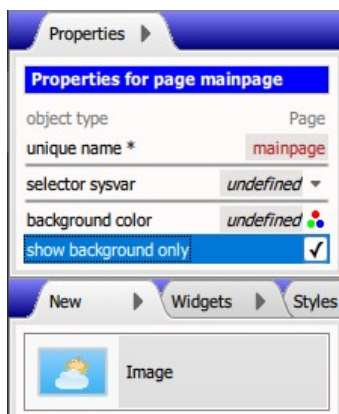 Properties
Properties for page mainpage
object type Page
unique name * mainpage
selector sysvar undefined
background color undefined
show background only
New Widgets Styles
Image